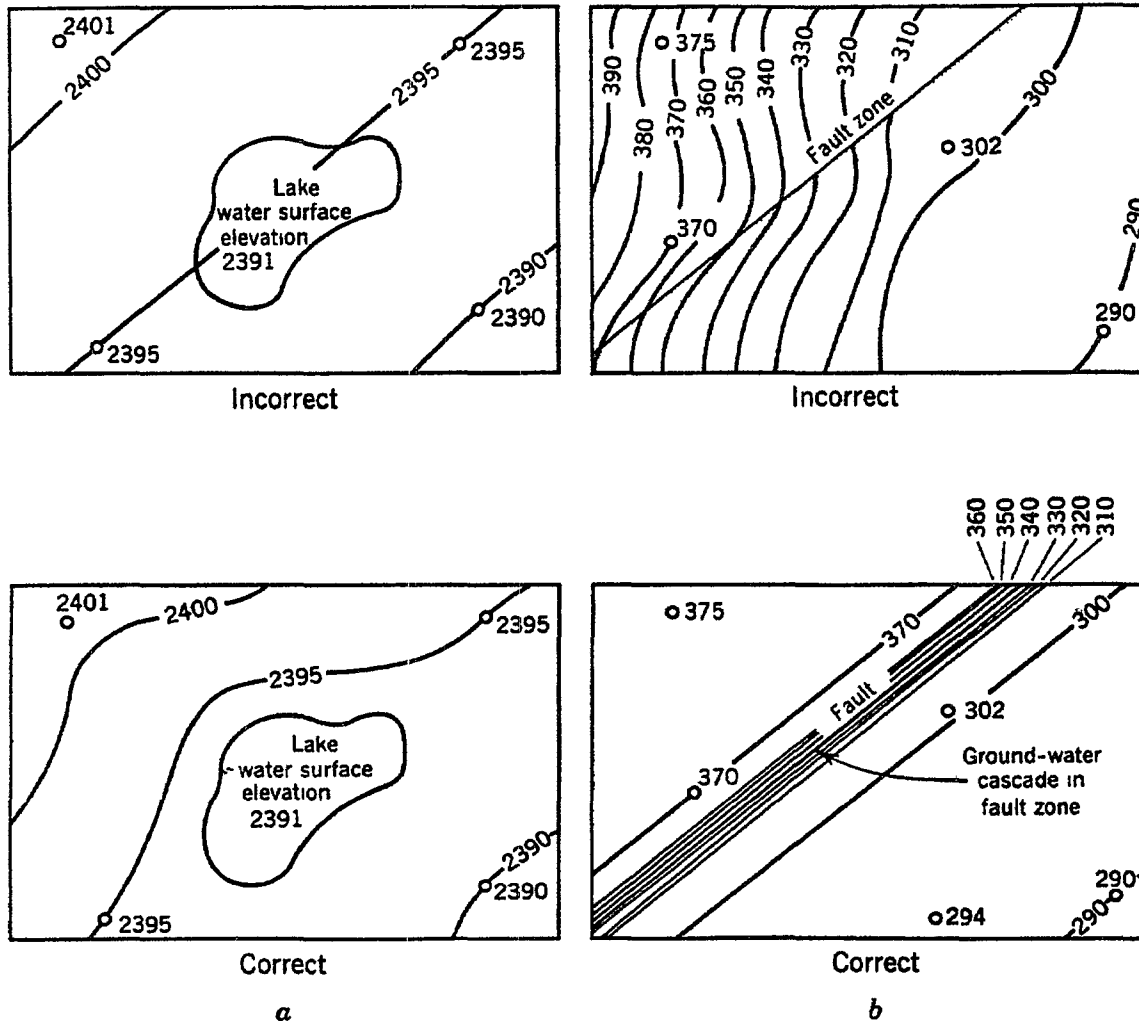 2401
2400
2395
2395
Lake
water surface
elevation
2391
2390
2390
2395
Incorrect
390
380
375
370
360
350
340
330
320
310
300
Fault zone
302
370
290
290
Incorrect
2401
2400
2395
2395
Lake
water surface
elevation
2391
2390
2390
2395
Correct
a
360
350
340
330
320
310
375
370
300
Fault
302
370
Ground-water
cascade in
fault zone
290
290
294
Correct
b